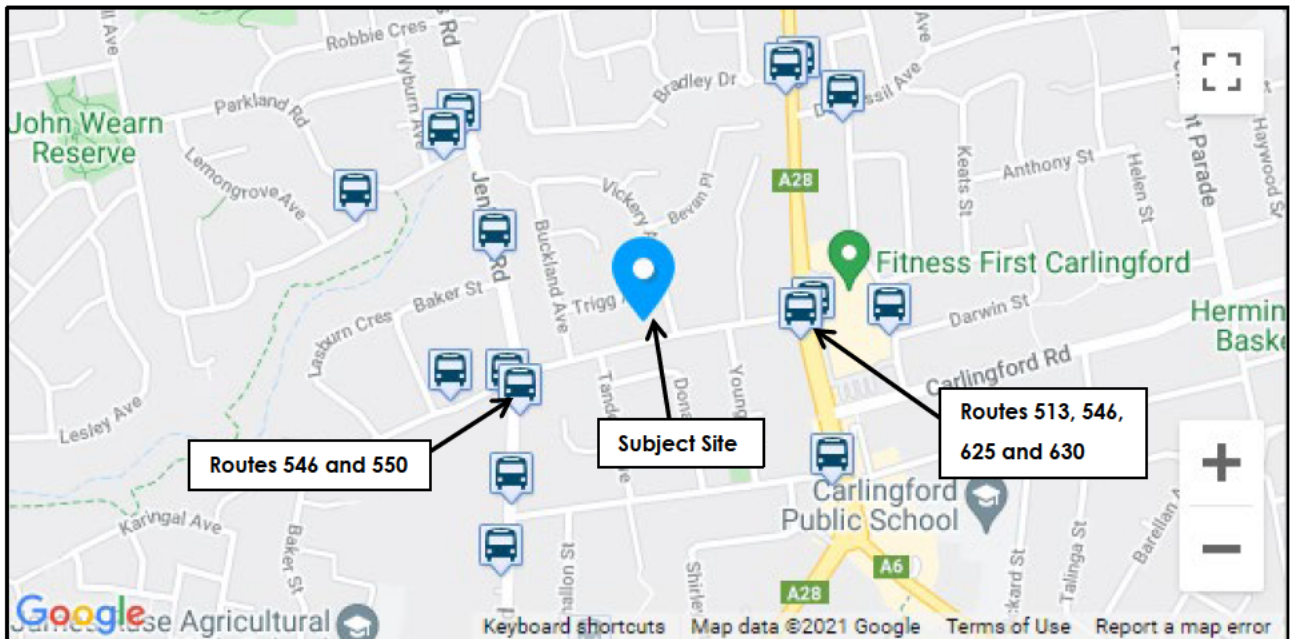 Robbie Cres
Wyburn Ave
Bradley Dr
Parkland Rd
John Wearn
Reserve
Lemongrove Ave
Vickery
Bevan Pl
A28
Keats St
Anthony St
Helen St
Haywood
Parade
Buckland Ave
Baker St
Trigg
Lasburn Cres
Fitness First Carlingford
Darwin St
Carlingford Rd
Lesley Ave
Routes 546 and 550
Subject Site
Routes 513, 546,
625 and 630
Carlingford
Public School
Karingal Ave
Baker St
A28
A6
Talinga St
Google
Agricultural
Keyboard shortcuts
Map data ©2021 Google
Terms of Use
Report a map error